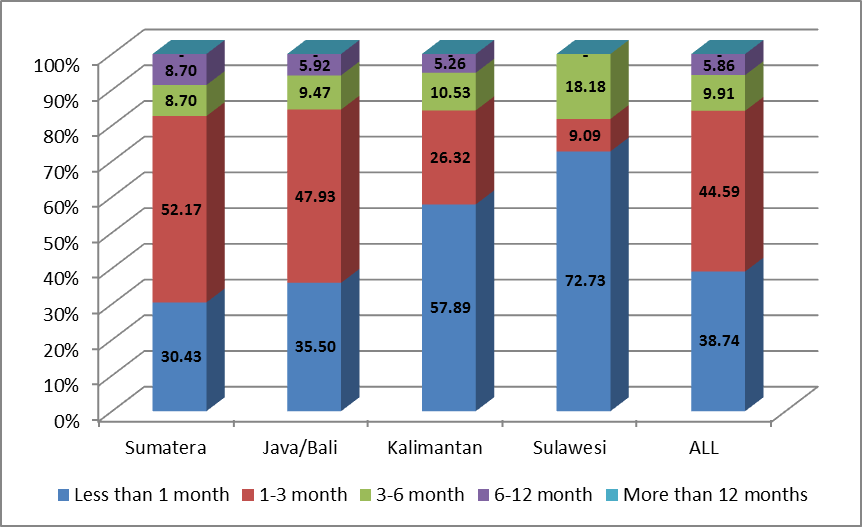 - - - - -
100% 8.70 5.92 5.26 5.86
90% 8.70 9.47 10.53 18.18 9.91
80% 9.09
70% 26.32
60% 52.17 47.93 44.59
50%
40% 72.73
30% 57.89
20% 30.43 35.50 38.74
10%
0%
Sumatera Java/Bali Kalimantan Sulawesi ALL
Less than 1 month 1-3 month 3-6 month 6-12 month More than 12 months